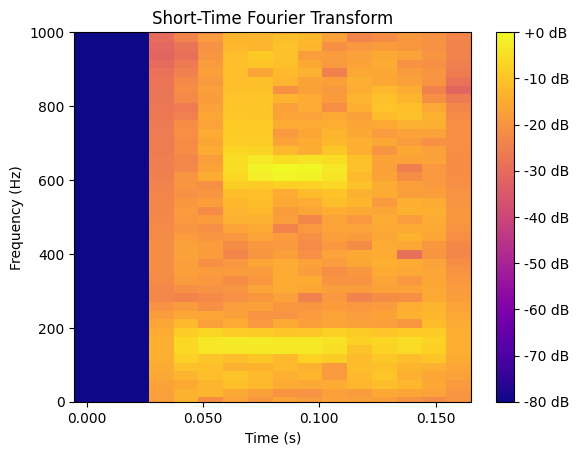 Short-Time Fourier Transform
1000
800
600
400
200
0
Frequency (Hz)
0.000
0.050
0.100
0.150
Time (s)
+0 dB
-10 dB
-20 dB
-30 dB
-40 dB
-50 dB
-60 dB
-70 dB
-80 dB